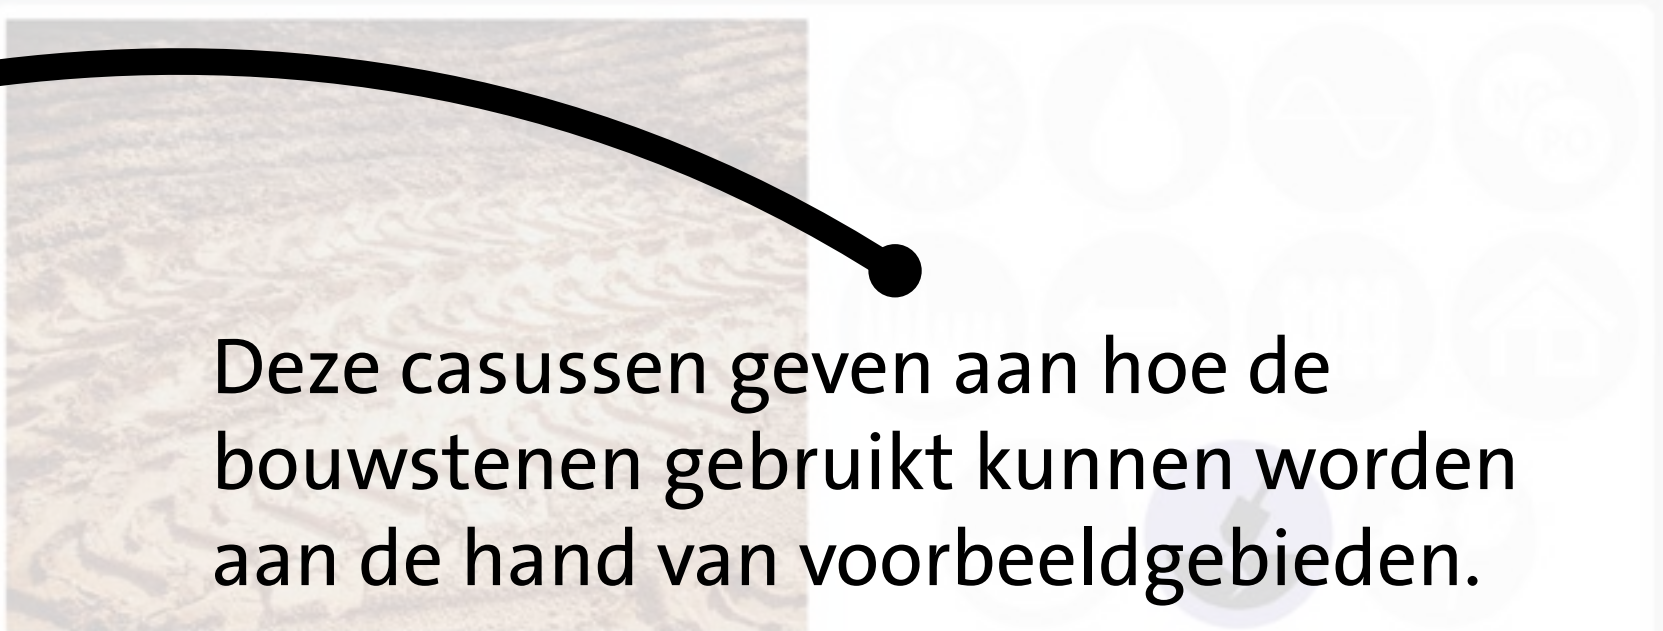 Deze casussen geven aan hoe de
bouwstenen gebruikt kunnen worden
aan de hand van voorbeeldgebieden.